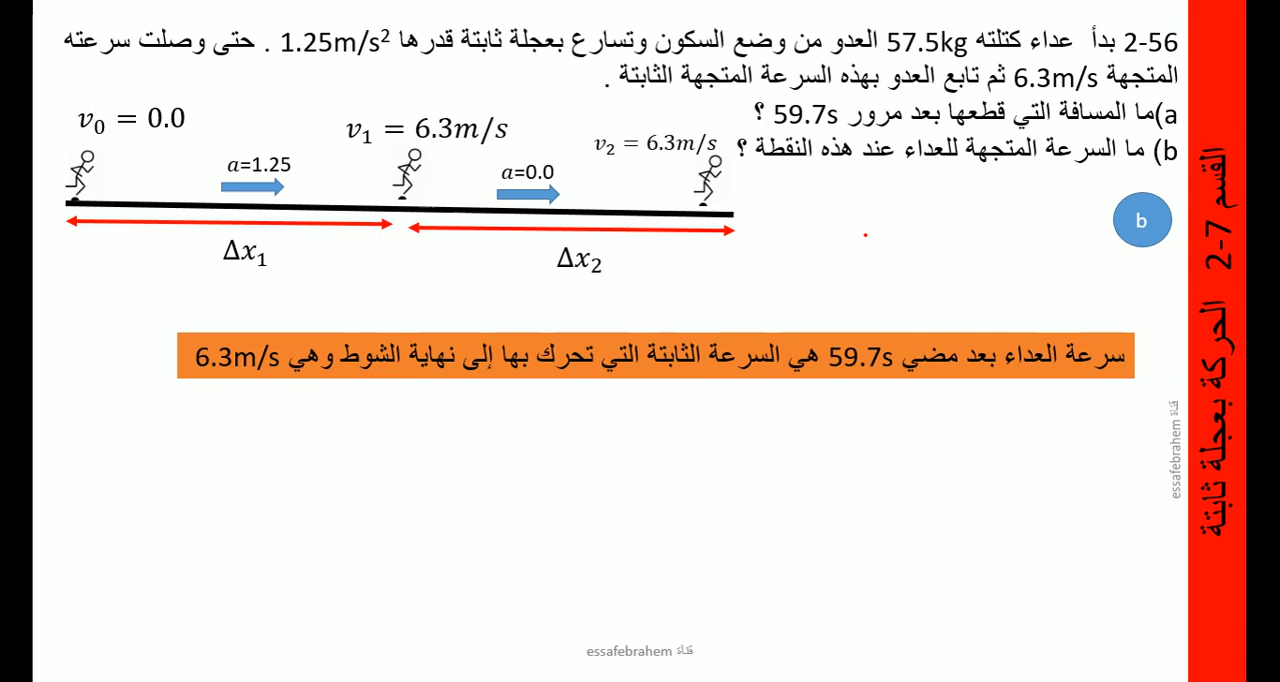 2-56 بدأ عداء كتلته 57.5kg العدو من وضع السكون وتسارع بعجلة ثابتة قدرها 1.25m/s² . حتى وصلت سرعته
المتجهة 6.3m/s ثم تابع العدو بهذه السرعة المتجهة الثابتة .
a)ما المسافة التي قطعها بعد مرور 59.7s ؟
b) ما السرعة المتجهة للعداء عند هذه النقطة ؟
v₀ = 0.0
v₁ = 6.3m/s
v₂ = 6.3m/s
a=1.25
a=0.0
Δx₁
Δx₂
b
سرعة العداء بعد مضي 59.7s هي السرعة الثابتة التي تحرك بها إلى نهاية الشوط وهي 6.3m/s
القسم 7-2 الحركة بعجلة ثابتة
قناة essafebrahem
قناة essafebrahem